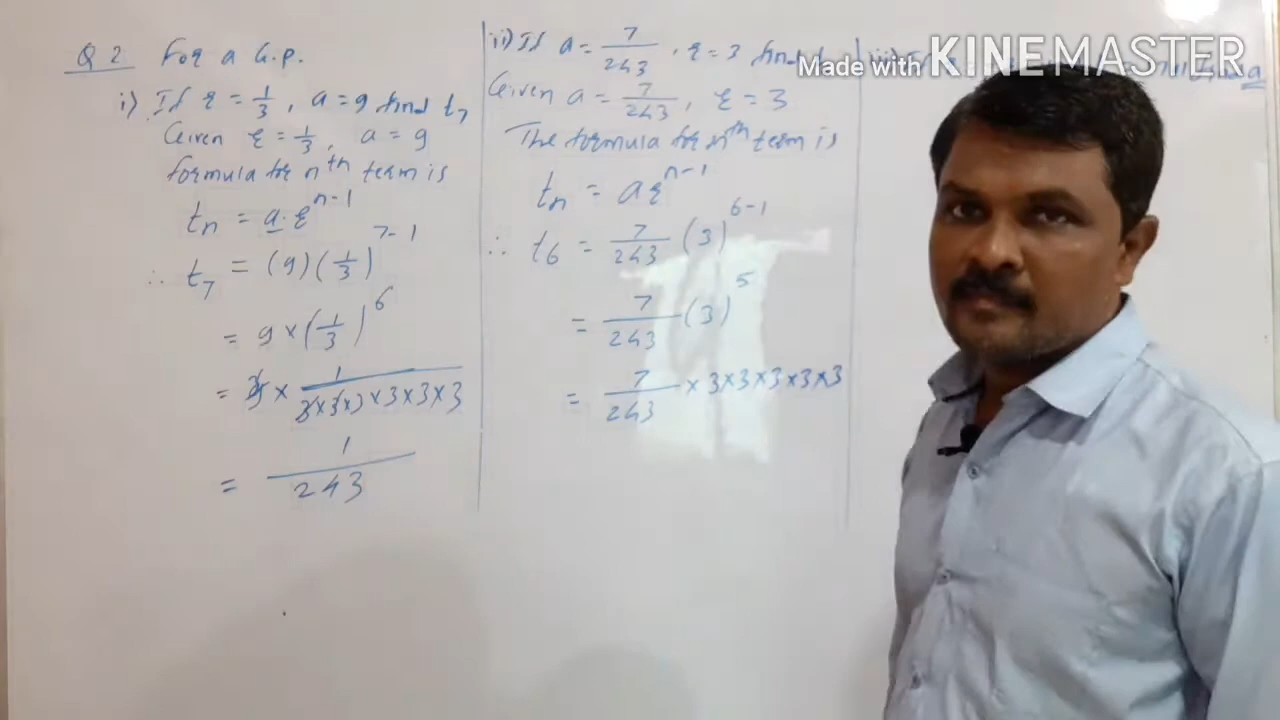 Q 2 For a G.P.
i) If r = 1/3, a = 9 find t7
Given r = 1/3, a = 9
formula for nth term is
tn = a.r^n-1
∴ t7 = (9)(1/3)^7-1
= 9 × (1/3)^6
= × 1/3×3×3×3×3×3
= 1/243
ii) If a = 7/243, r = 3 find
Given a = 7/243, r = 3
The formula for nth term is
tn = ar^n-1
∴ t6 = 7/243 (3)^6-1
= 7/243 (3)^5
= 7/243 × 3×3×3×3×3
iii)
a
Made with KINEMASTER